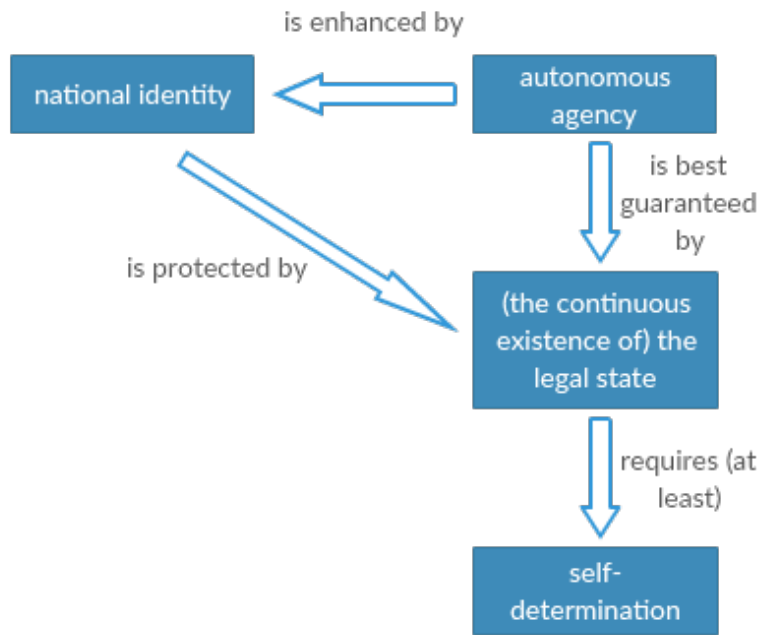 is enhanced by
national identity
autonomous
agency
is best
guaranteed
by
is protected by
(the continuous
existence of) the
legal state
requires (at
least)
self-
determination